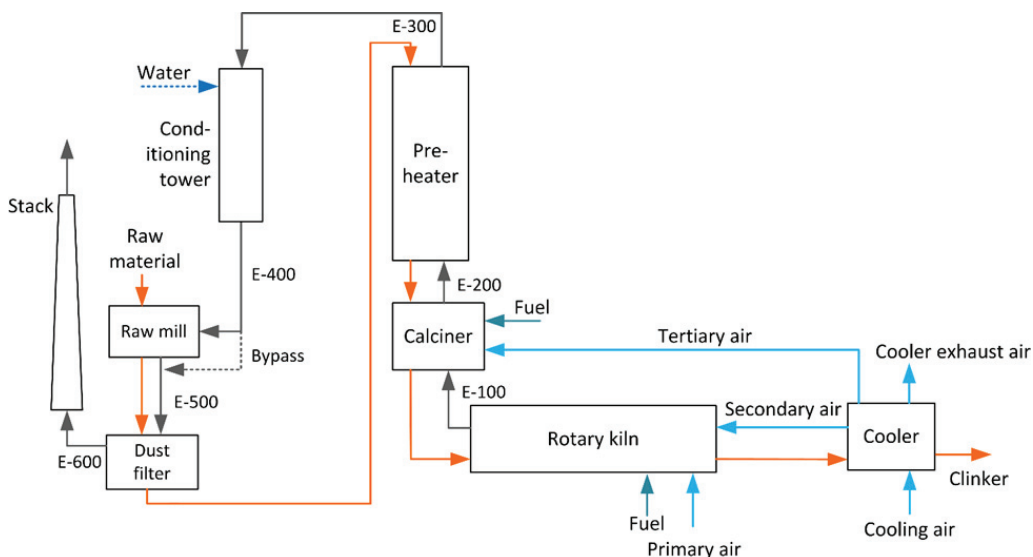 E-300
Water
Cond-
itioning
tower
Pre-
heater
Stack
Raw
material
E-400
E-200
Fuel
Raw mill
Calciner
Tertiary air
Cooler exhaust air
Bypass
E-100
E-500
Secondary air
Rotary kiln
Cooler
E-600
Dust
filter
Clinker
Fuel
Primary air
Cooling air